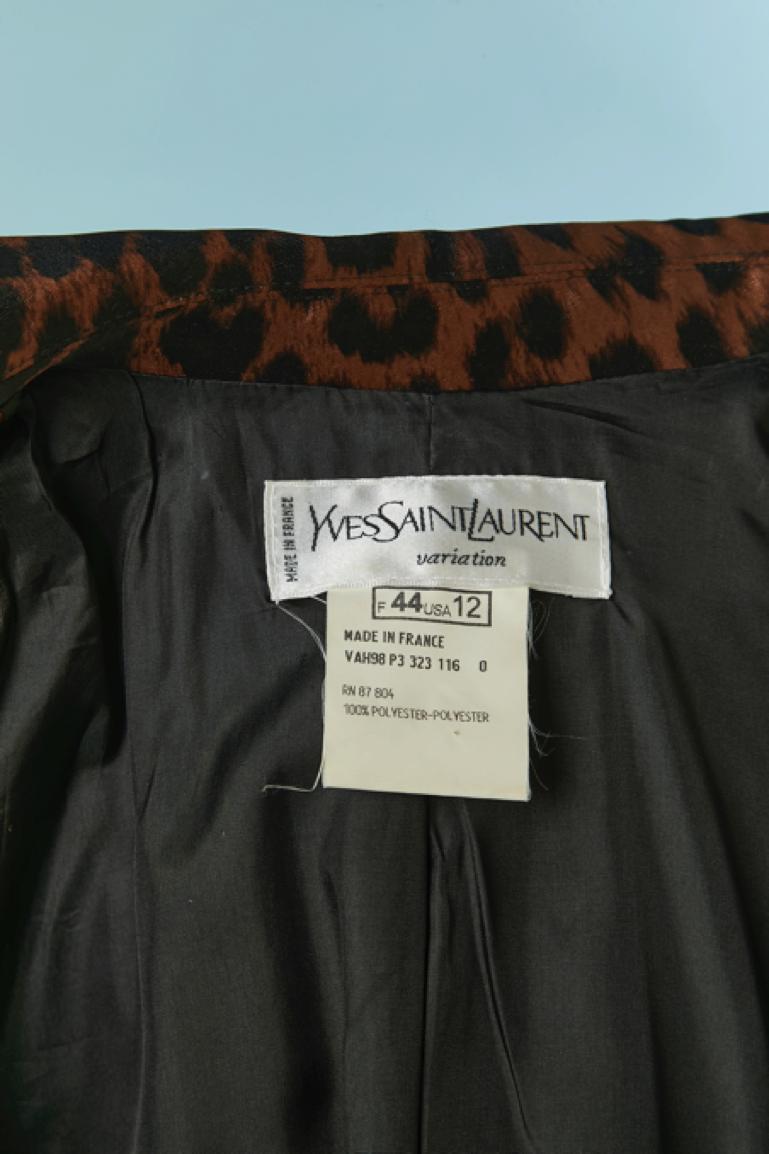 MADE IN FRANCE
YVESSAINTLAURENT
variation
F 44 USA 12
MADE IN FRANCE
VAH98 P3 323 116 0
RN 87 804
100% POLYESTER-POLYESTER